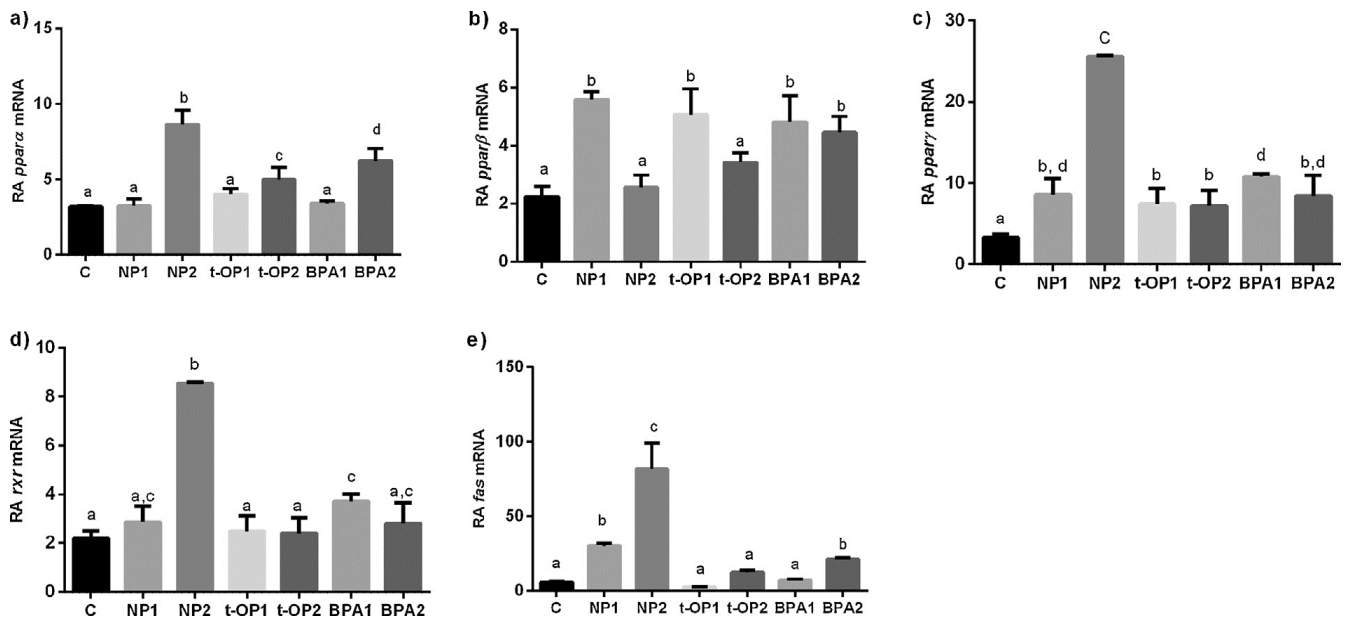 a)
RA pparα mRNA
15
10
5
0
a
a
b
a
c
a
d
C NP1 NP2 t-OP1 t-OP2 BPA1 BPA2
b)
RA pparβ mRNA
8
6
4
2
0
a
b
a
b
a
b
b
C NP1 NP2 t-OP1 t-OP2 BPA1 BPA2
c)
RA pparγ mRNA
30
20
10
0
a
b, d
C
b
b
d
b,d
C NP1 NP2 t-OP1 t-OP2 BPA1 BPA2
d)
RA rxr mRNA
10
8
6
4
2
0
a
a,c
b
a
a
c
a,c
C NP1 NP2 t-OP1 t-OP2 BPA1 BPA2
e)
RA fas mRNA
150
100
50
0
a
b
c
a
a
a
b
C NP1 NP2 t-OP1 t-OP2 BPA1 BPA2